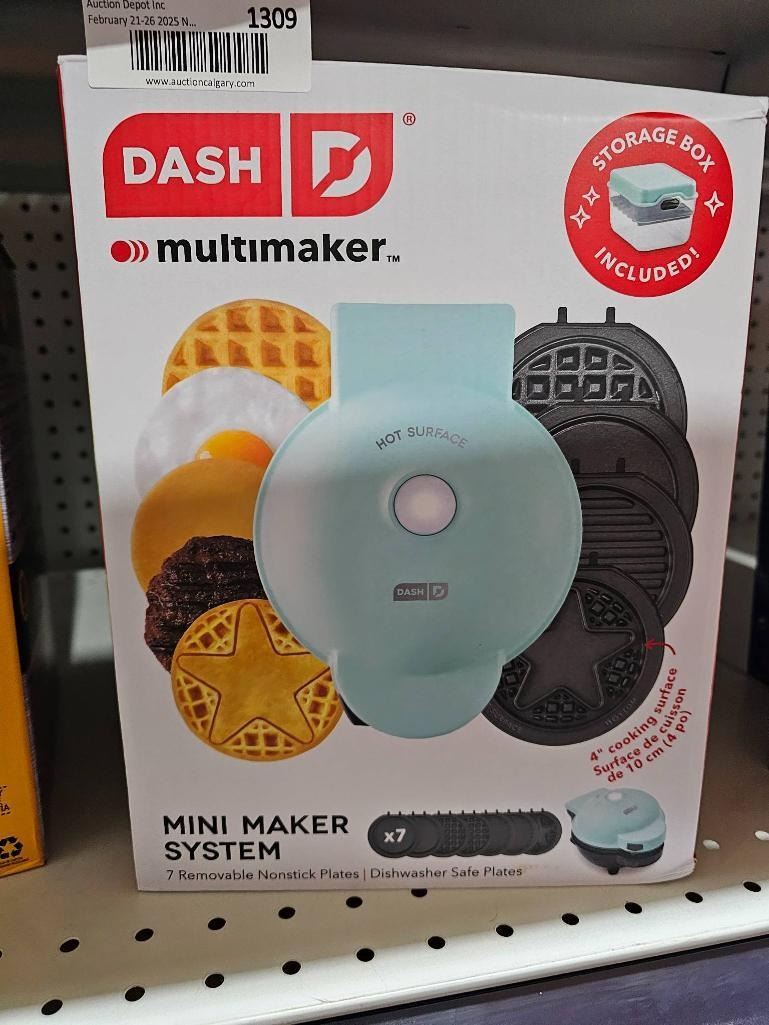 Auction Depot Inc
February 21-26 2025 N...
1309
www.auctioncalgary.com
DASH D®
multimaker™
STORAGE BOX
INCLUDED!
HOT SURFACE
DASH D
4" cooking surface
Surface de cuisson
de 10 cm (4 po)
MINI MAKER
SYSTEM
x7
7 Removable Nonstick Plates | Dishwasher Safe Plates